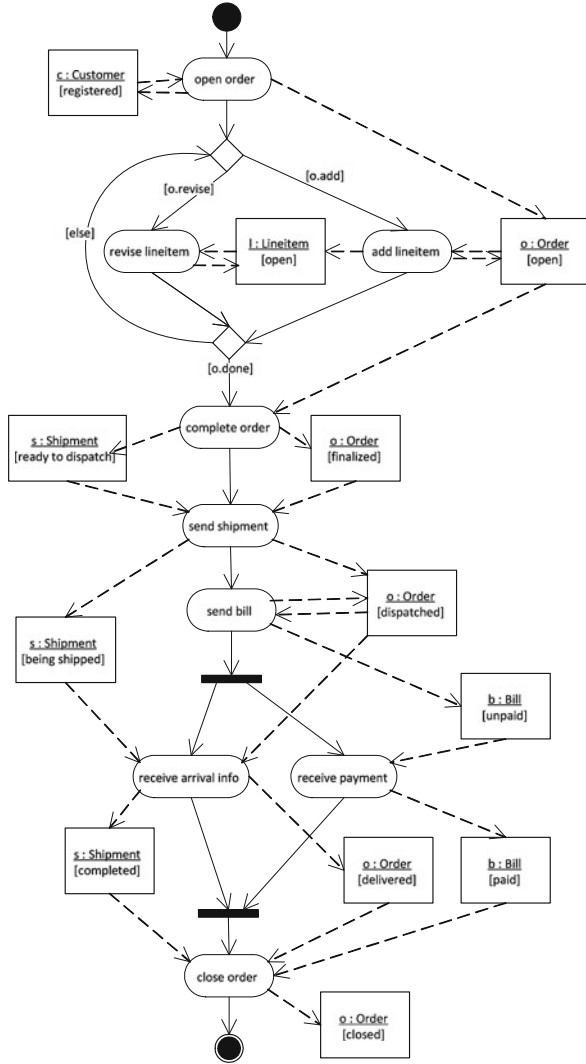 c : Customer
[registered]
open order
[o.revise]
[o.add]
[else]
revise lineitem
l : Lineitem
[open]
add lineitem
o : Order
[open]
[o.done]
complete order
s : Shipment
[ready to dispatch]
o : Order
[finalized]
send shipment
send bill
o : Order
[dispatched]
s : Shipment
[being shipped]
b : Bill
[unpaid]
receive arrival info
receive payment
s : Shipment
[completed]
o : Order
[delivered]
b : Bill
[paid]
close order
o : Order
[closed]